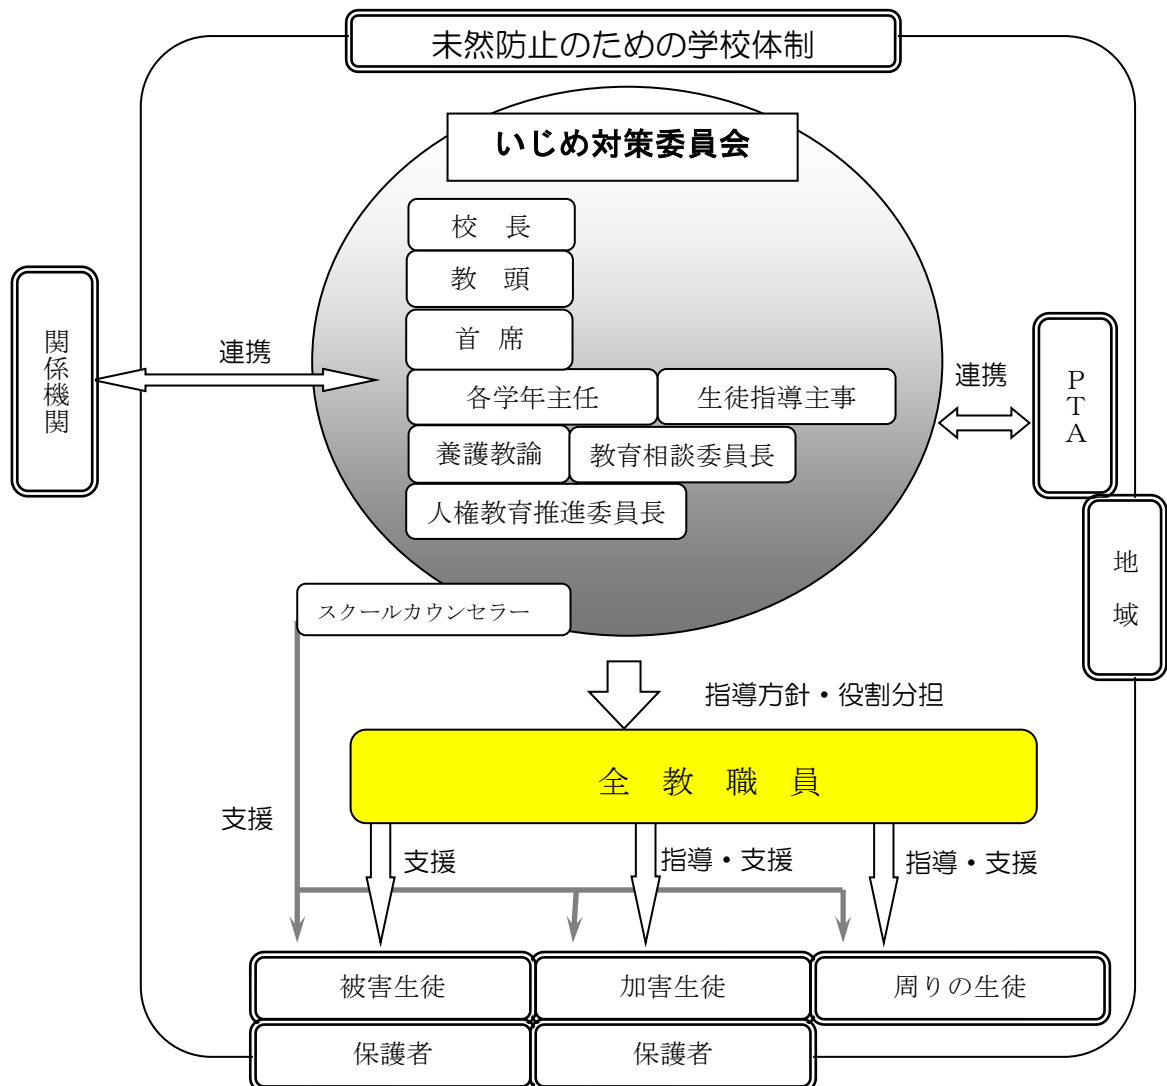 未然防止のための学校体制
いじめ対策委員会
校　長
教　頭
首　席
各学年主任
生徒指導主事
養護教諭
教育相談委員長
人権教育推進委員長
スクールカウンセラー
関係機関
連携
連携
PTA
地域
指導方針・役割分担
全　教　職　員
支援
支援
指導・支援
指導・支援
被害生徒
加害生徒
周りの生徒
保護者
保護者